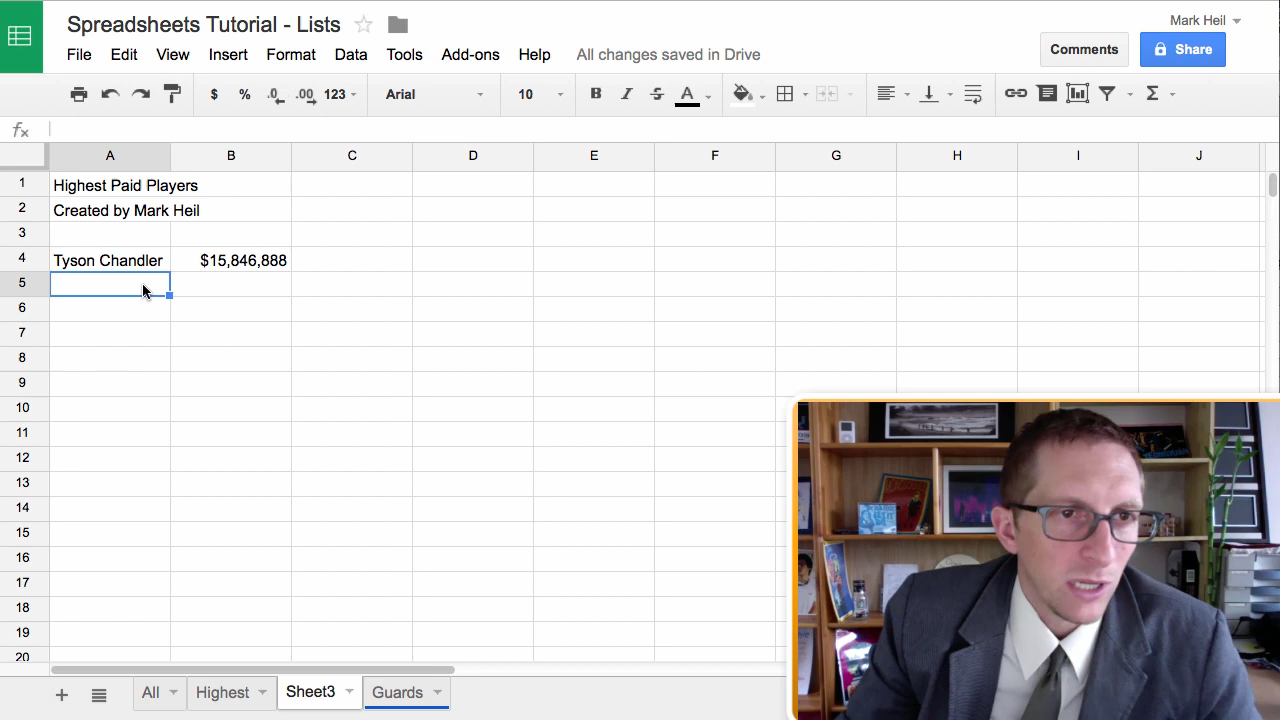 Spreadsheets Tutorial - Lists
Mark Heil
File Edit View Insert Format Data Tools Add-ons Help All changes saved in Drive
Comments
Share
$ % .0 .00 123 Arial 10 B I S A Σ
fx
A B C D E F G H I J
1 Highest Paid Players
2 Created by Mark Heil
3
4 Tyson Chandler $15,846,888
5
6
7
8
9
10
11
12
13
14
15
16
17
18
19
20
+ All Highest Sheet3 Guards